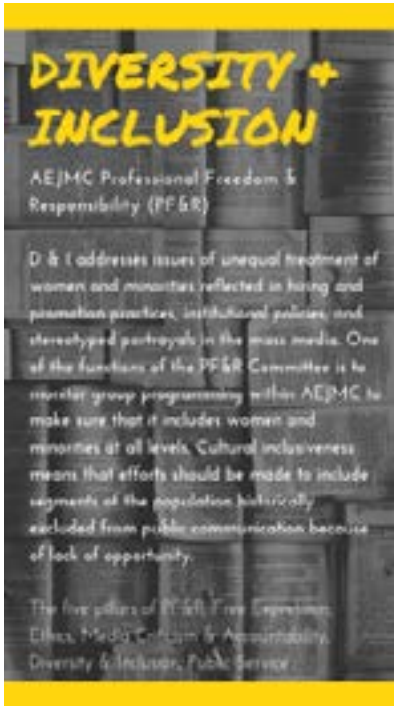 DIVERSITY &
INCLUSION
AEJMC Professional Freedom &
Responsibility (PF&R)
D & I addresses issues of unequal treatment of
women and minorities reflected in hiring and
promotion practices, institutional policies, and
stereotyped portrayals in the mass media. One
of the functions of the PF&R Committee is to
monitor group programming within AEJMC to
make sure that it includes women and
minorities at all levels. Cultural inclusiveness
means that efforts should be made to include
segments of the population historically
excluded from public communication because
of lack of opportunity.
The five pillars of PF&R: Free Expression,
Ethics, Media Criticism & Accountability,
Diversity & Inclusion, Public Service